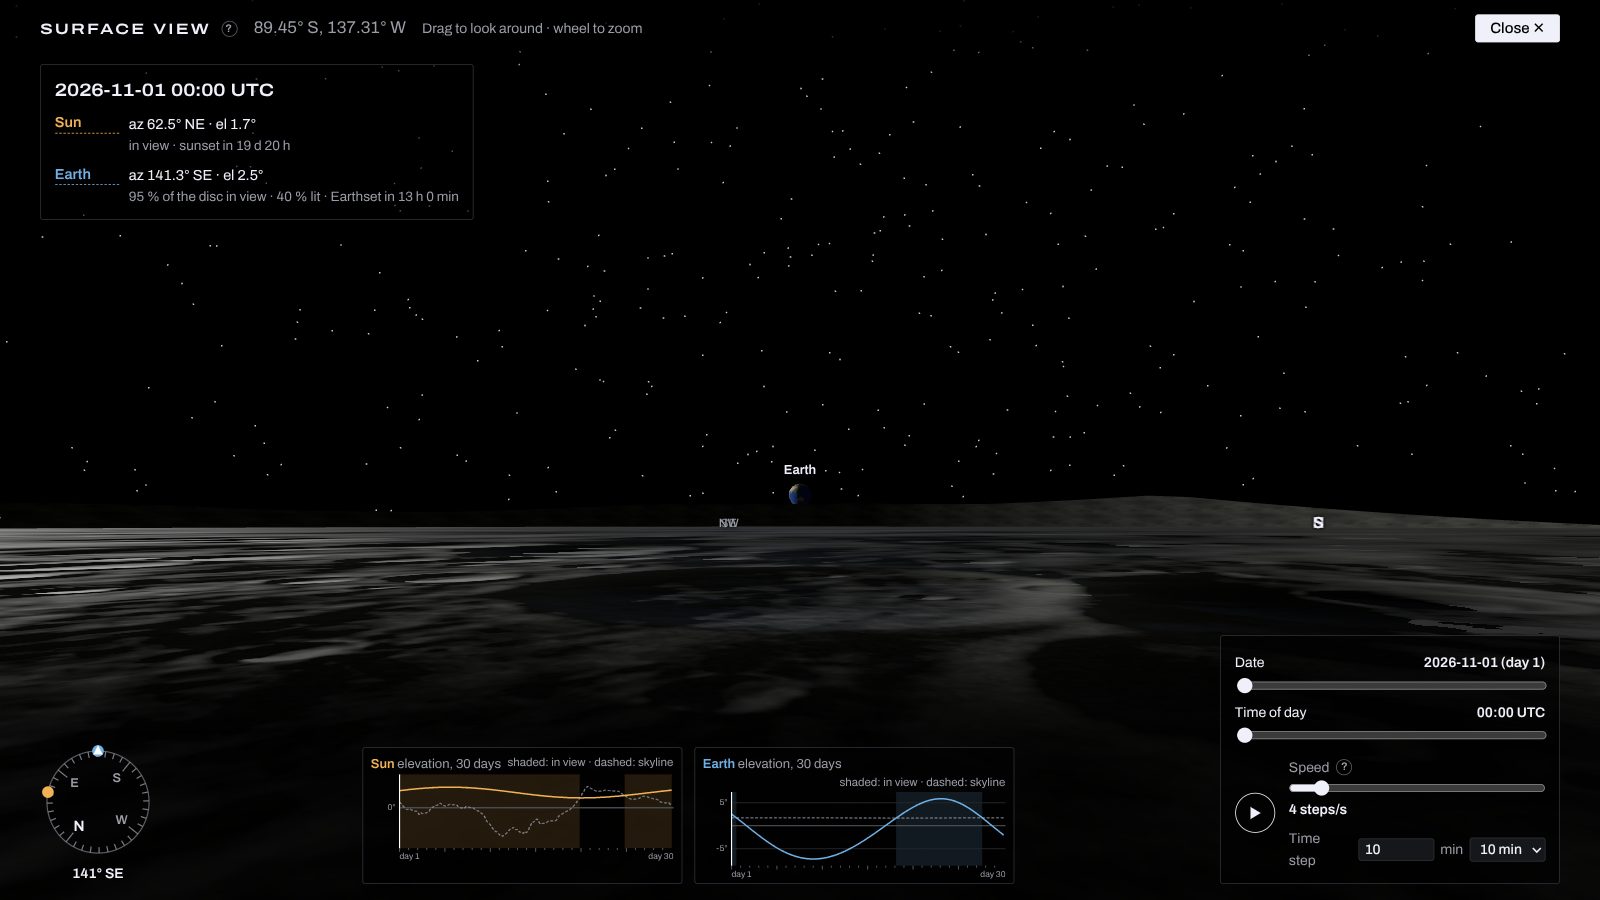 SURFACE VIEW ? 89.45° S, 137.31° W Drag to look around · wheel to zoom
Close ✕
2026-11-01 00:00 UTC
Sun az 62.5° NE · el 1.7°
in view · sunset in 19 d 20 h
Earth az 141.3° SE · el 2.5°
95 % of the disc in view · 40 % lit · Earthset in 13 h 0 min
Earth
S
Date 2026-11-01 (day 1)
Time of day 00:00 UTC
Speed ?
4 steps/s
Time step 10 min 10 min
E S
N W
141° SE
Sun elevation, 30 days shaded: in view · dashed: skyline
0°
day 1 day 30
Earth elevation, 30 days
shaded: in view · dashed: skyline
5°
-5°
day 1 day 30